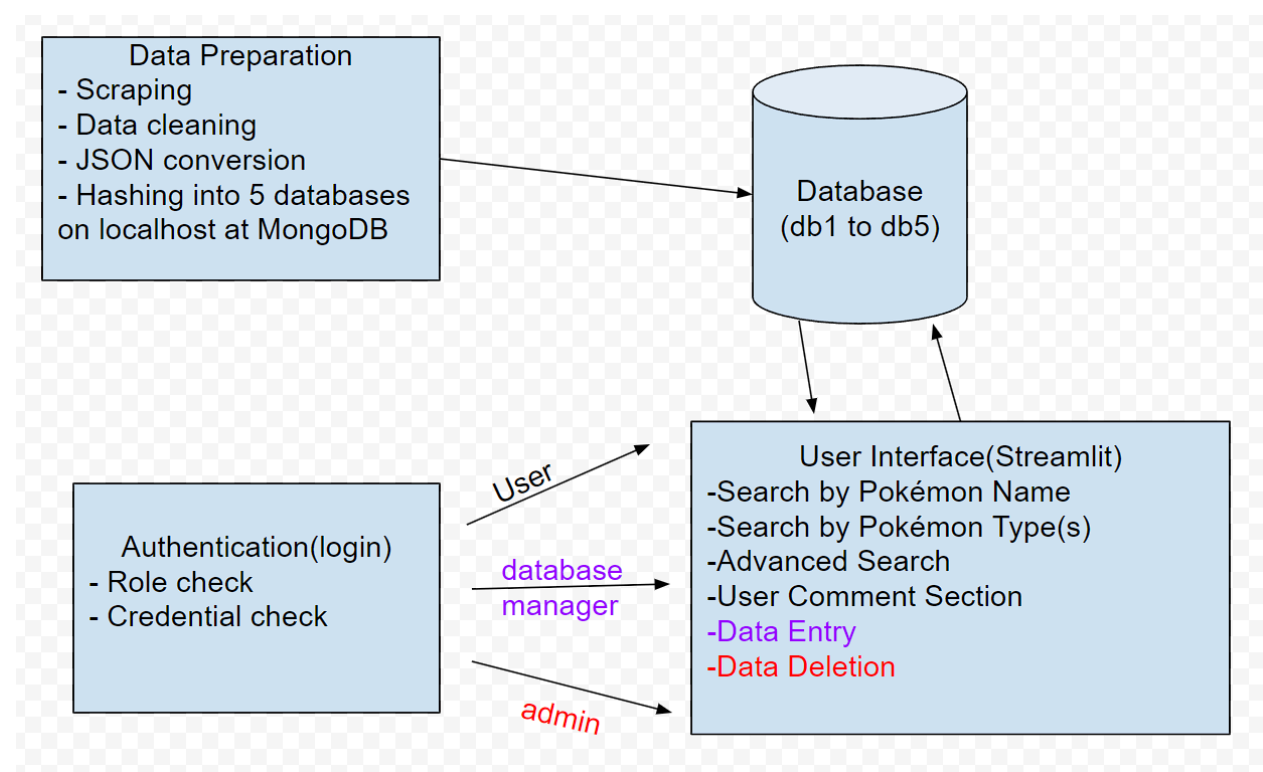 Data Preparation
- Scraping
- Data cleaning
- JSON conversion
- Hashing into 5 databases
on localhost at MongoDB
Database
(db1 to db5)
Authentication(login)
- Role check
- Credential check
User
database
manager
admin
User Interface(Streamlit)
-Search by Pokémon Name
-Search by Pokémon Type(s)
-Advanced Search
-User Comment Section
-Data Entry
-Data Deletion